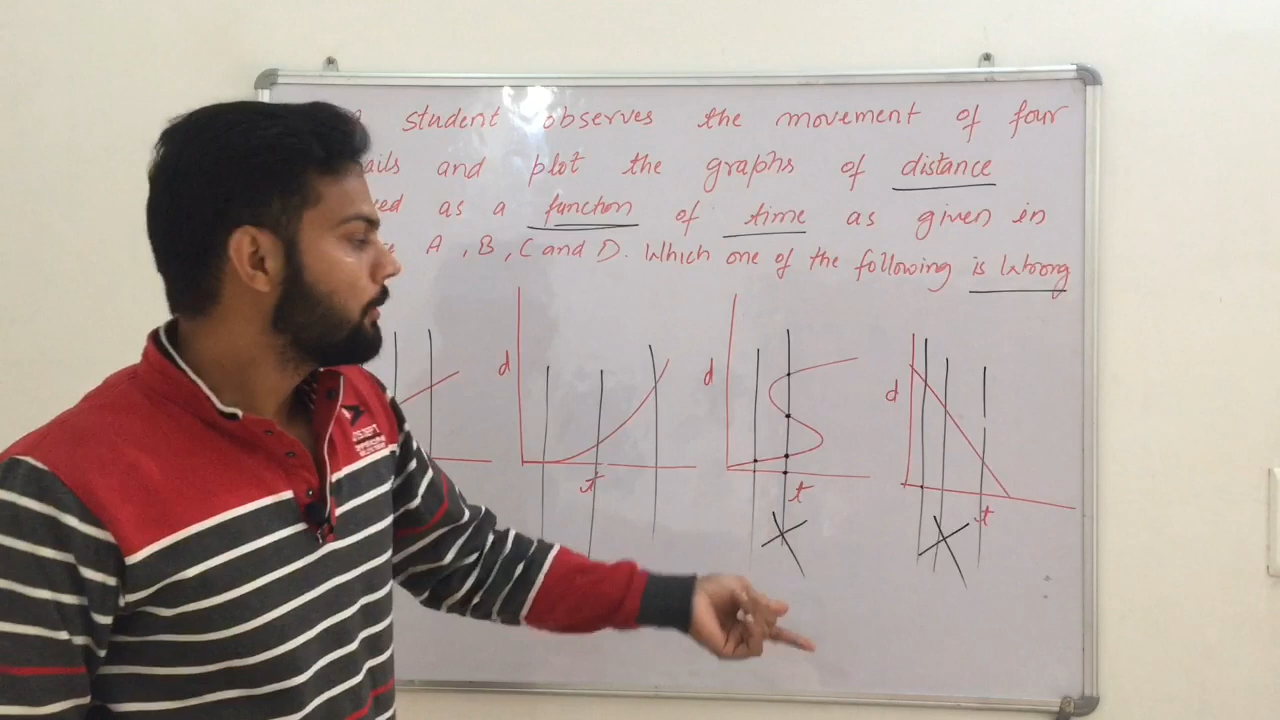 student observes the movement of four
ails and plot the graphs of distance
ed as a function of time as given in
A, B, C and D. Which one of the following is Wrong
d
d
d
t
t
t